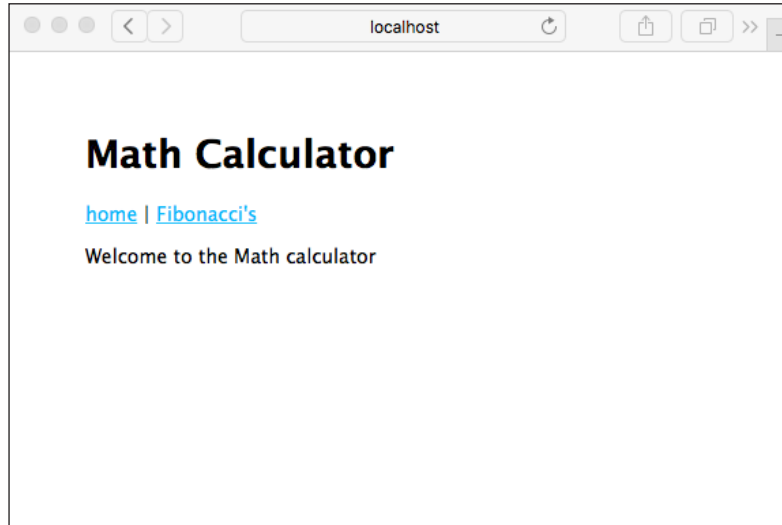 localhost
Math Calculator
home | Fibonacci's
Welcome to the Math calculator